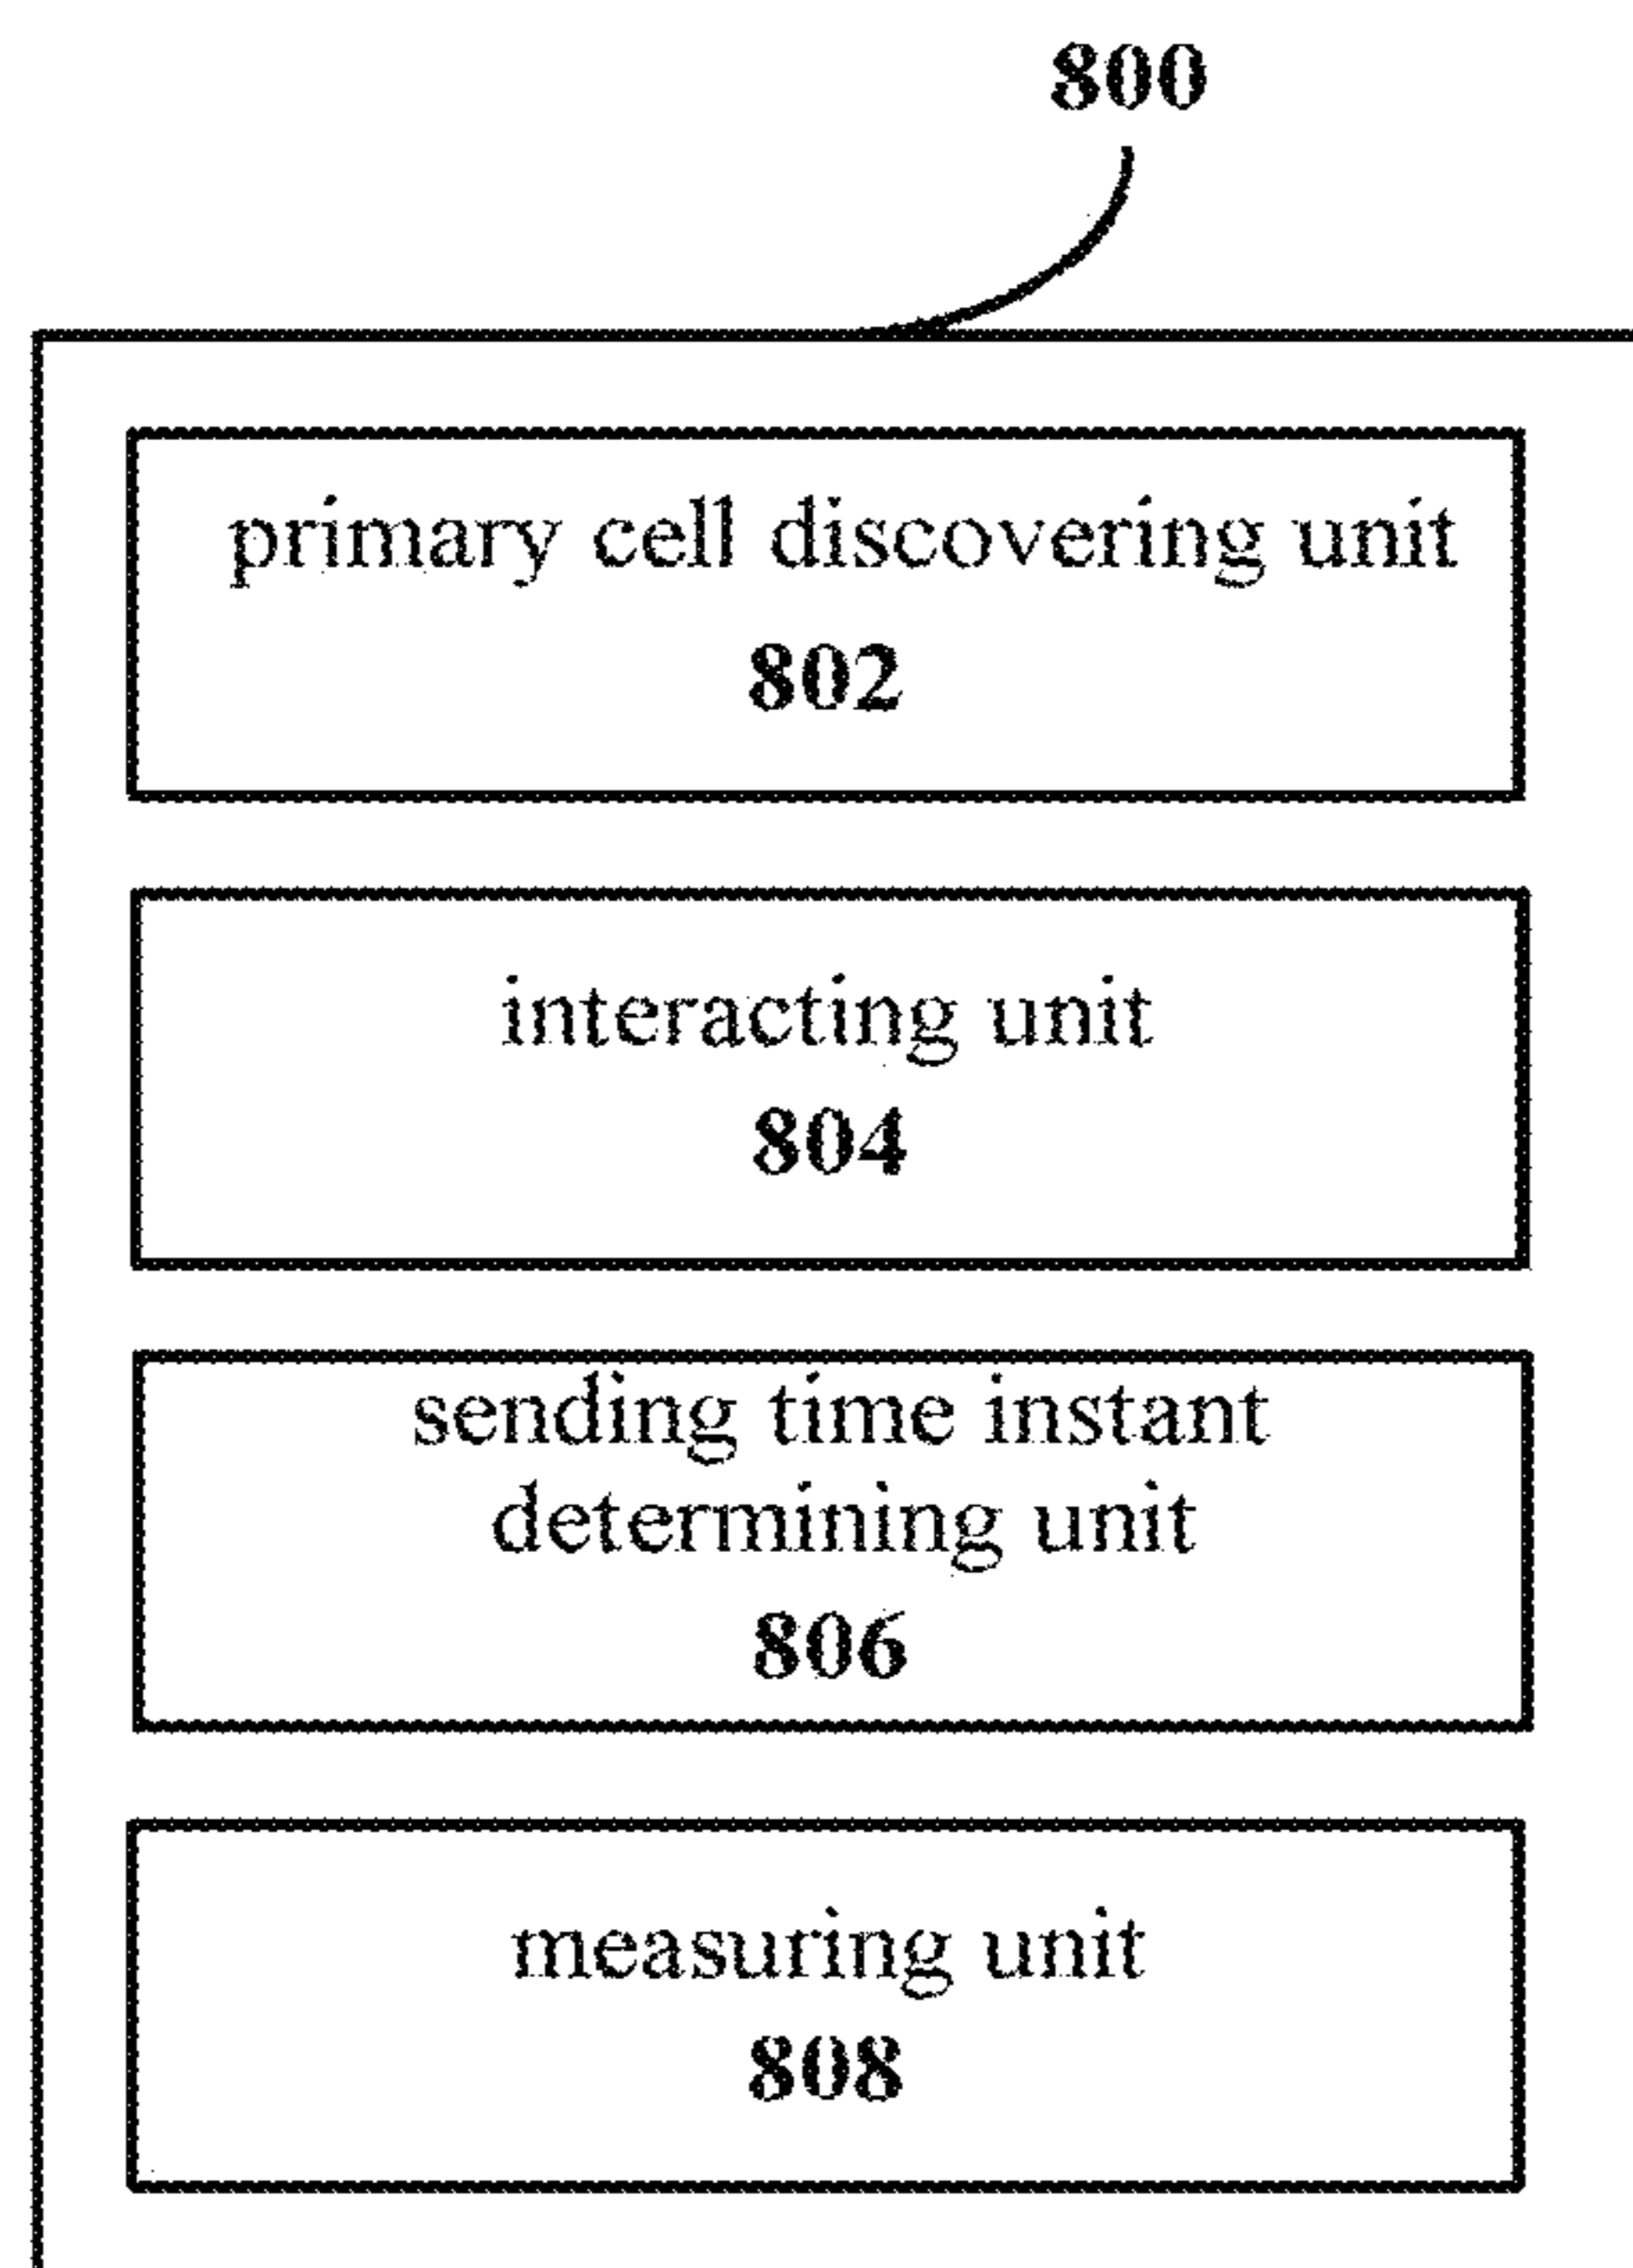 800
primary cell discovering unit
802
interacting unit
804
sending time instant
determining unit
806
measuring unit
808